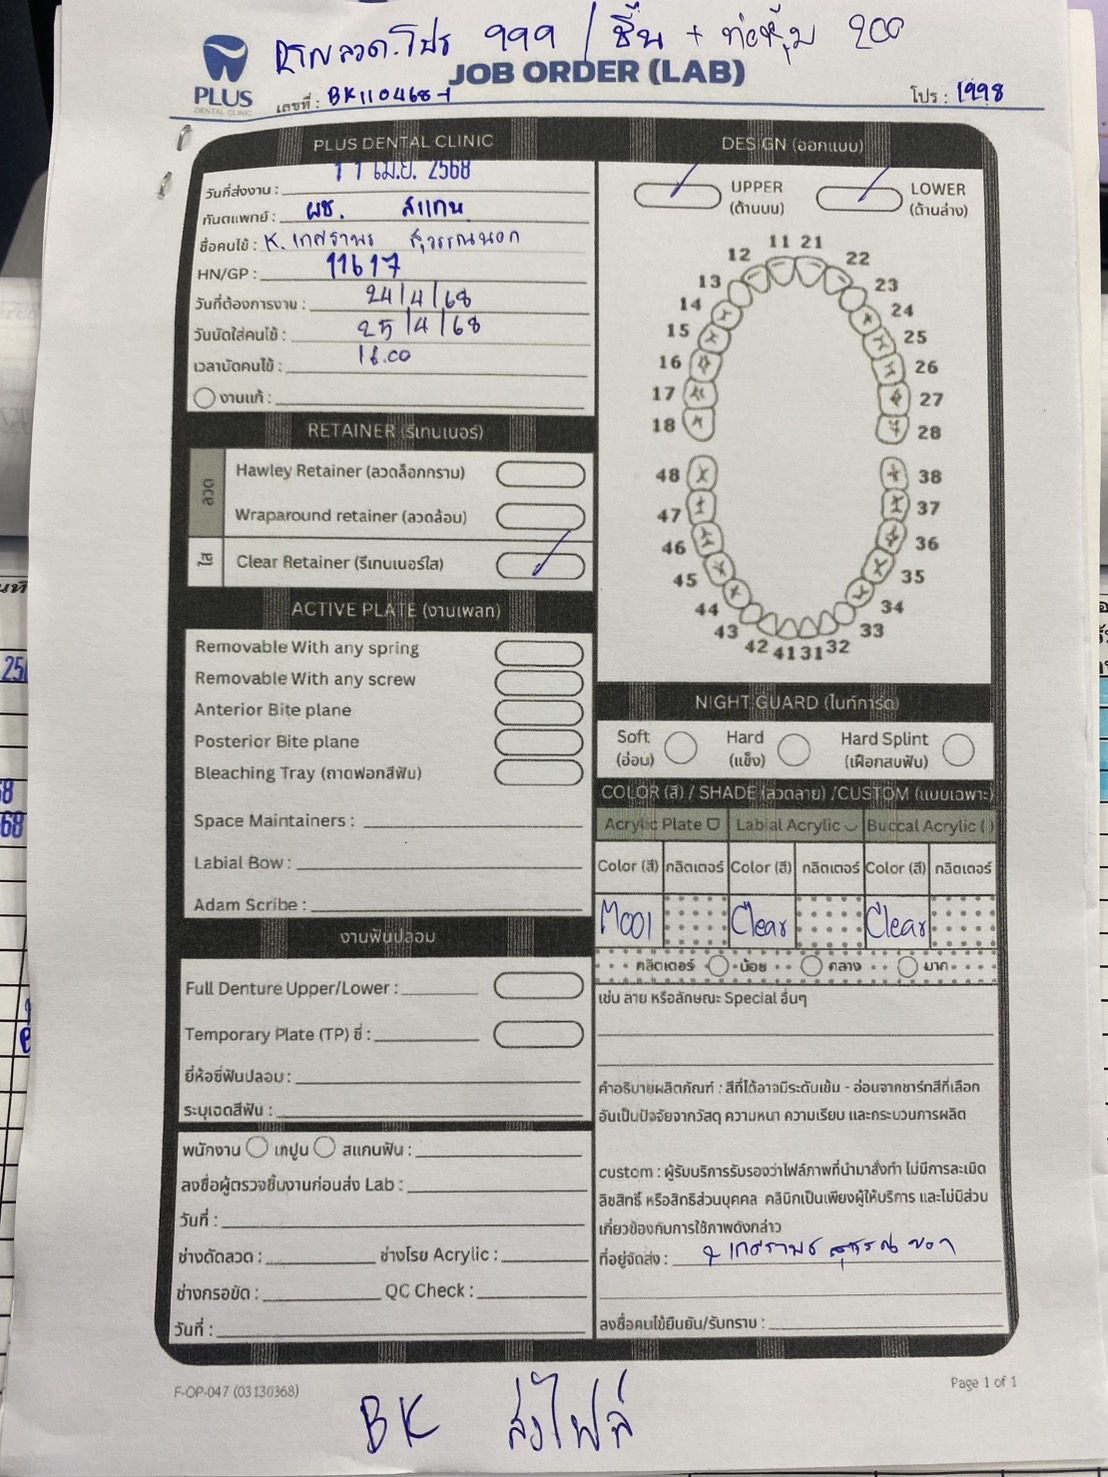 999 / ชิ้น + ท่อหุ้ม 200
PLUS
DENTAL CLINIC
JOB ORDER (LAB)
เลขที่ : BK110468-1
โปร : 1998
PLUS DENTAL CLINIC
วันที่ส่งงาน : 11 เม.ย. 2568
ทันตแพทย์ : ผช. สแกน
ชื่อคนไข้ : K. เกศราพร สุวรรณนอก
HN/GP : 11617
วันที่ต้องการงาน : 24/4/68
วันนัดใส่คนไข้ : 25/4/68
เวลานัดคนไข้ : 16.00
งานแก้ :
RETAINER (รีเทนเนอร์)
ลวด
Hawley Retainer (ลวดล็อกกราม)
Wraparound retainer (ลวดล้อม)
ใส
Clear Retainer (รีเทนเนอร์ใส)
ACTIVE PLATE (งานเพลท)
Removable With any spring
Removable With any screw
Anterior Bite plane
Posterior Bite plane
Bleaching Tray (ถาดฟอกสีฟัน)
Space Maintainers :
Labial Bow :
Adam Scribe :
งานฟันปลอม
Full Denture Upper/Lower :
Temporary Plate (TP) ซี่ :
ยี่ห้อซี่ฟันปลอม :
ระบุเฉดสีฟัน :
พนักงาน เทปูน สแกนฟัน :
ลงชื่อผู้ตรวจชิ้นงานก่อนส่ง Lab :
วันที่ :
ช่างดัดลวด : ช่างโรย Acrylic :
ช่างกรอขัด : QC Check :
วันที่ :
DESIGN (ออกแบบ)
UPPER (ด้านบน)
LOWER (ด้านล่าง)
11 21
12 22
13 23
14 24
15 25
16 26
17 27
18 28
48 38
47 37
46 36
45 35
44 34
43 33
42 41 31 32
NIGHT GUARD (ไนท์การ์ด)
Soft (อ่อน)
Hard (แข็ง)
Hard Splint (เฝือกสบฟัน)
COLOR (สี) / SHADE (ลวดลาย) /CUSTOM (แบบเฉพาะ)
Acrylic Plate Labial Acrylic Buccal Acrylic ( )
Color (สี) กลิตเตอร์ Color (สี) กลิตเตอร์ Color (สี) กลิตเตอร์
M001 Clear Clear
กลิตเตอร์ น้อย กลาง มาก
เช่น ลาย หรือลักษณะ Special อื่นๆ
คำอธิบายผลิตภัณฑ์ : สีที่ได้อาจมีระดับเข้ม - อ่อนจากชาร์ทสีที่เลือก
อันเป็นปัจจัยจากวัสดุ ความหนา ความเรียบ และกระบวนการผลิต
custom : ผู้รับบริการรับรองว่าไฟล์ภาพที่นำมาสั่งทำ ไม่มีการละเมิด
ลิขสิทธิ์ หรือสิทธิส่วนบุคคล คลินิกเป็นเพียงผู้ให้บริการ และไม่มีส่วน
เกี่ยวข้องกับการใช้ภาพดังกล่าว
ที่อยู่จัดส่ง : เกศราพร สุวรรณนอก
ลงชื่อคนไข้ยืนยัน/รับทราบ :
F-OP-047 (03130368)
Page 1 of 1
BK ส่งไฟล์